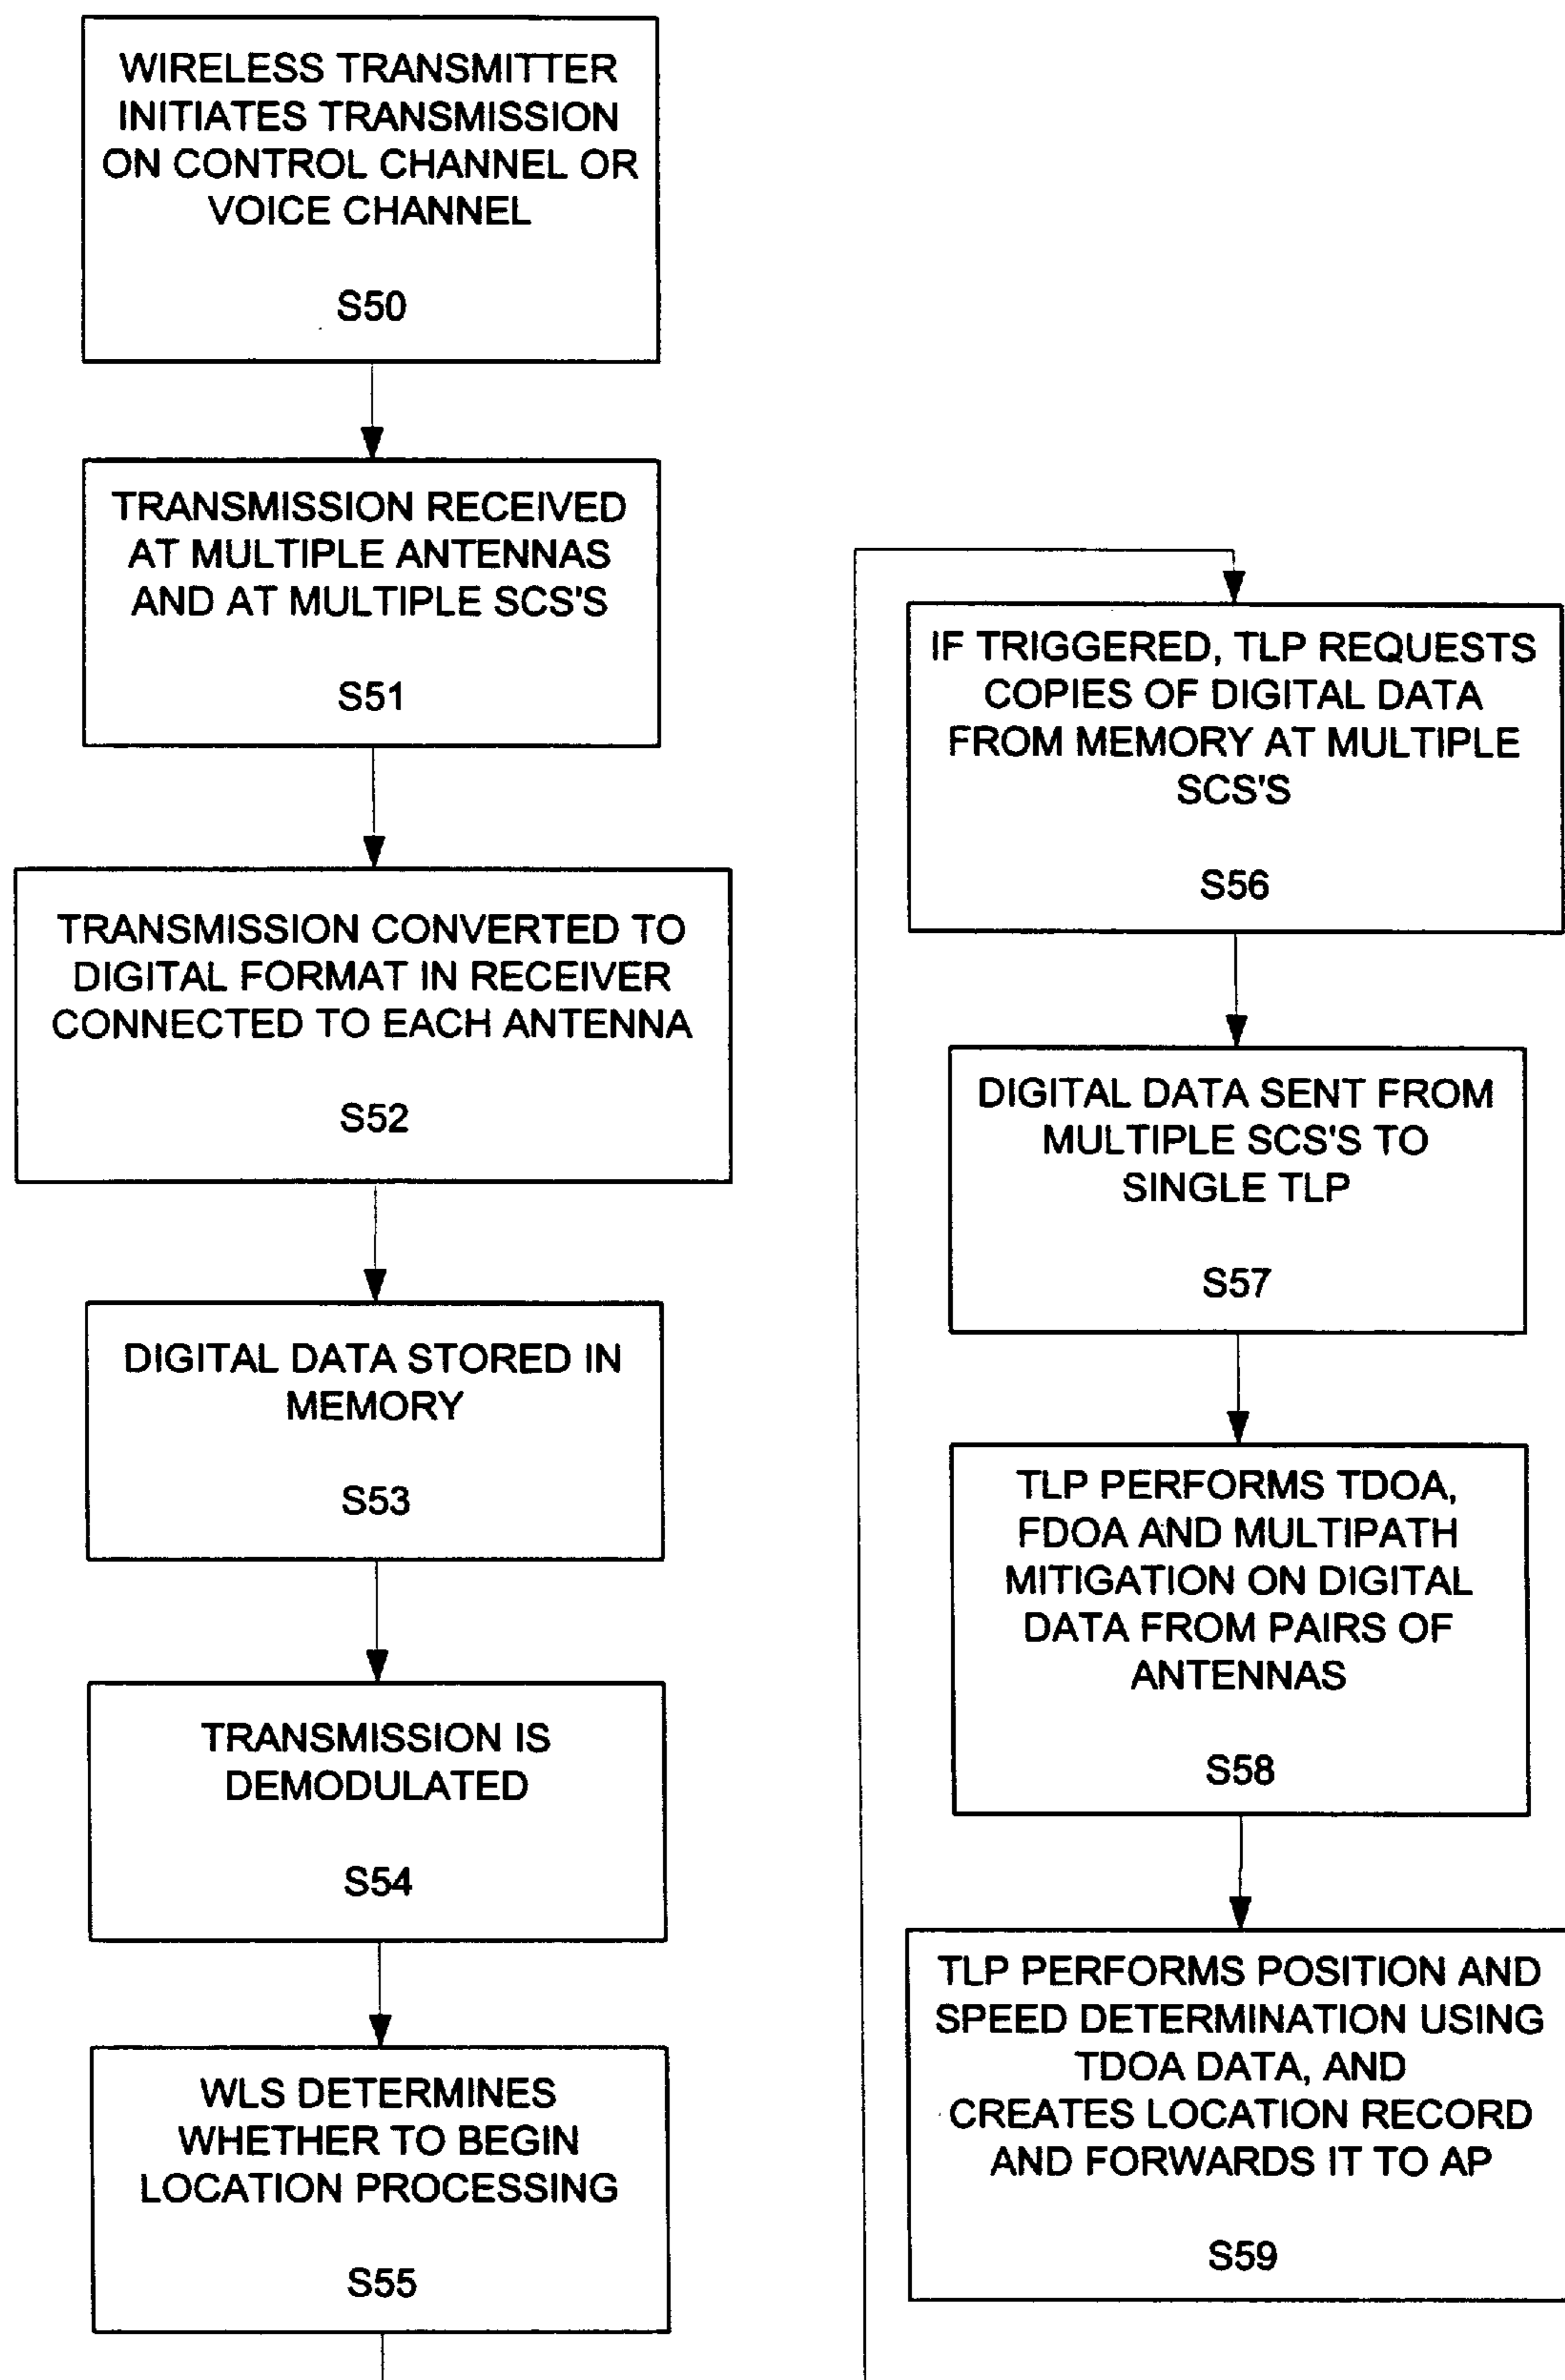 WIRELESS TRANSMITTER
INITIATES TRANSMISSION
ON CONTROL CHANNEL OR
VOICE CHANNEL
S50
TRANSMISSION RECEIVED
AT MULTIPLE ANTENNAS
AND AT MULTIPLE SCS'S
S51
TRANSMISSION CONVERTED TO
DIGITAL FORMAT IN RECEIVER
CONNECTED TO EACH ANTENNA
S52
DIGITAL DATA STORED IN
MEMORY
S53
TRANSMISSION IS
DEMODULATED
S54
WLS DETERMINES
WHETHER TO BEGIN
LOCATION PROCESSING
S55
IF TRIGGERED, TLP REQUESTS
COPIES OF DIGITAL DATA
FROM MEMORY AT MULTIPLE
SCS'S
S56
DIGITAL DATA SENT FROM
MULTIPLE SCS'S TO
SINGLE TLP
S57
TLP PERFORMS TDOA,
FDOA AND MULTIPATH
MITIGATION ON DIGITAL
DATA FROM PAIRS OF
ANTENNAS
S58
TLP PERFORMS POSITION AND
SPEED DETERMINATION USING
TDOA DATA, AND
CREATES LOCATION RECORD
AND FORWARDS IT TO AP
S59